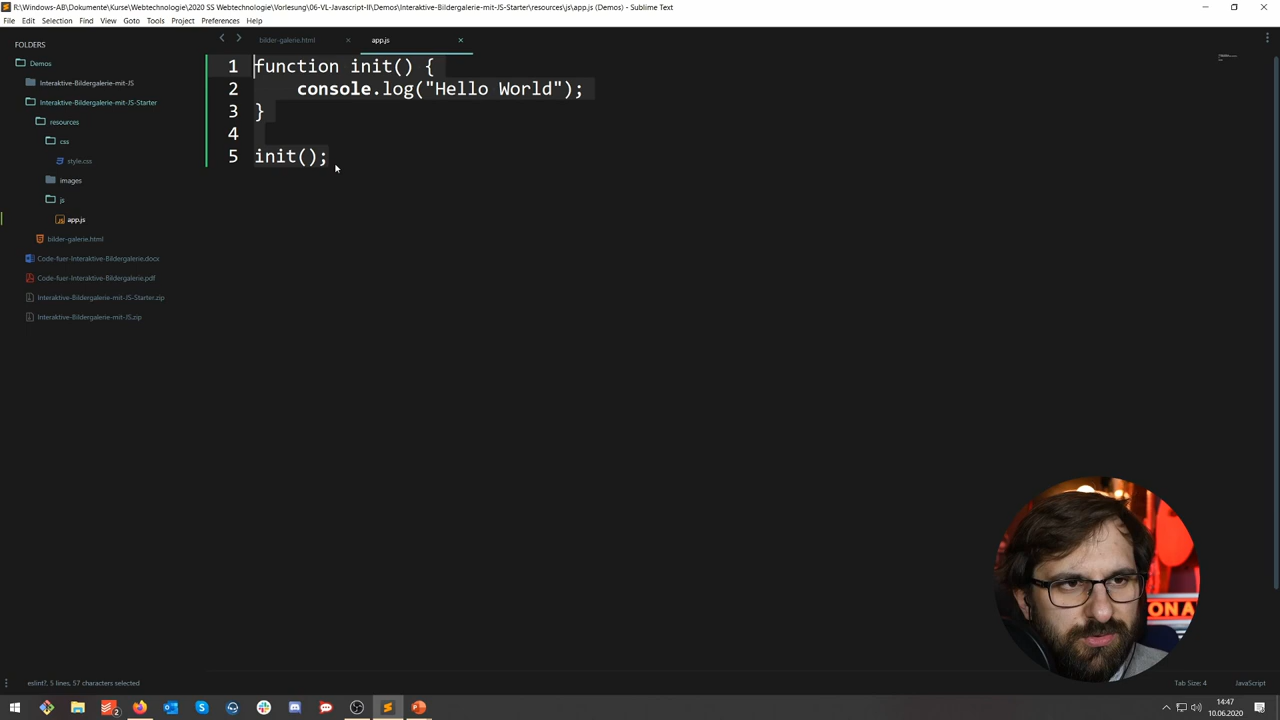 R:\Windows-AB\Dokumente\Kurse\Webtechnologie\2020 SS Webtechnologie\Vorlesung\06-VL-Javascript-II\Demos\Interaktive-Bildergalerie-mit-JS-Starter\resources\js\app.js (Demos) - Sublime Text
File Edit Selection Find View Goto Tools Project Preferences Help
FOLDERS
Demos
Interaktive-Bildergalerie-mit-JS
Interaktive-Bildergalerie-mit-JS-Starter
resources
css
style.css
images
js
app.js
bilder-galerie.html
Code-fuer-Interaktive-Bildergalerie.docx
Code-fuer-Interaktive-Bildergalerie.pdf
Interaktive-Bildergalerie-mit-JS-Starter.zip
Interaktive-Bildergalerie-mit-JS.zip
bilder-galerie.html app.js
1 function init() {
2 console.log("Hello World");
3 }
4
5 init();
ON A
eslint?, 5 lines, 57 characters selected
Tab Size: 4 JavaScript
2
14:47
10.06.2020